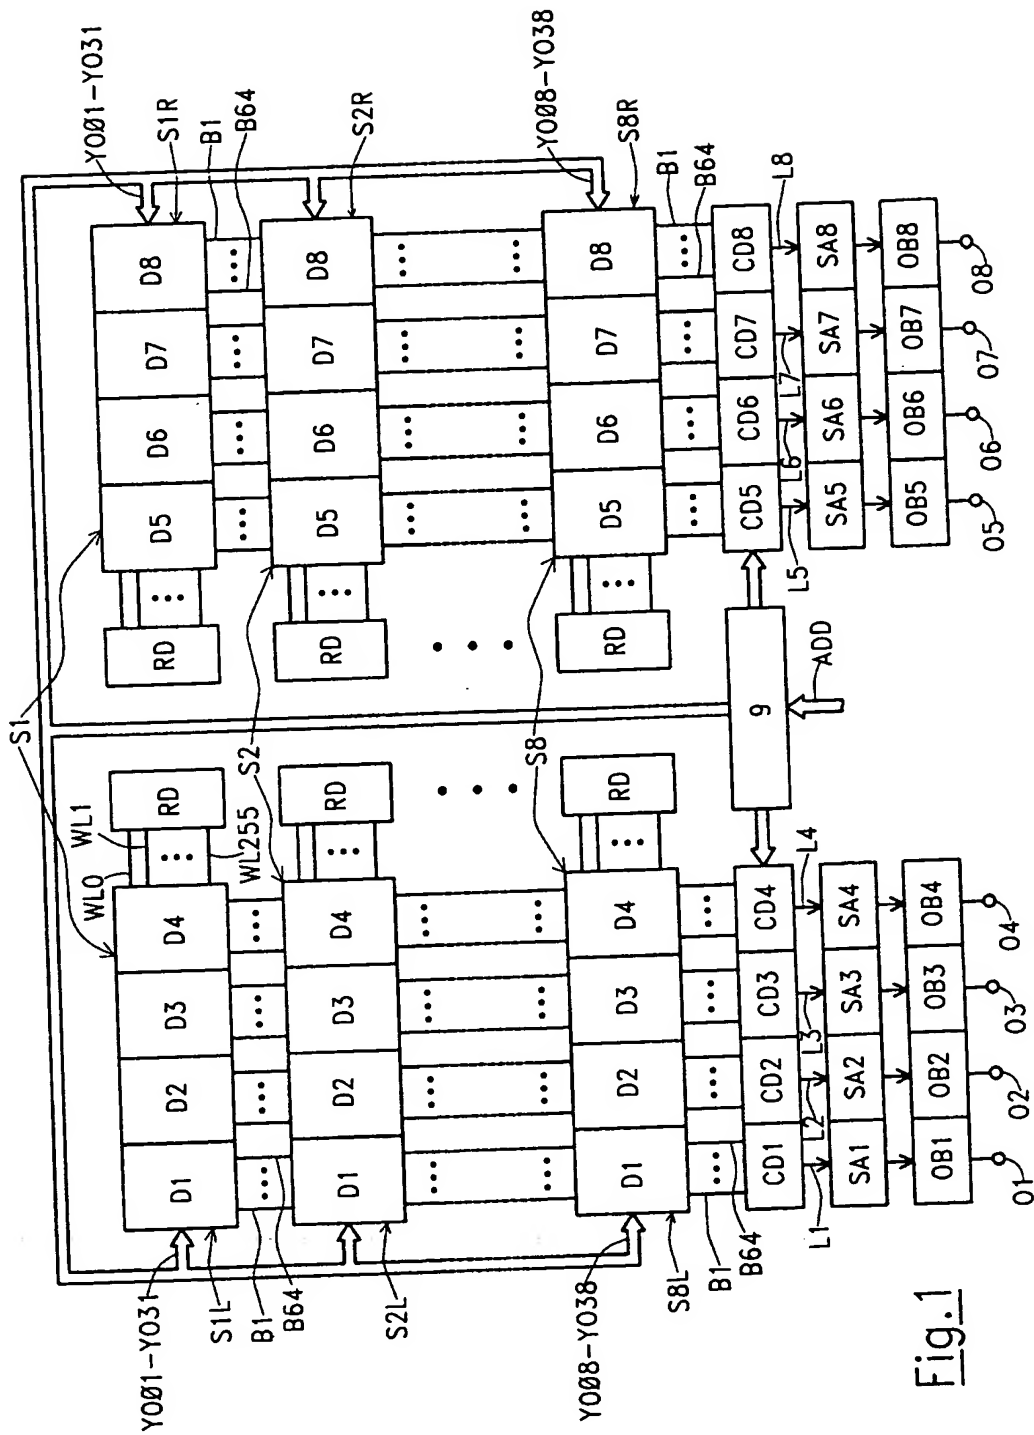 S1
YOØ1-YO31
S1L
D1 D2 D3 D4
WL0
WL1
WL255
RD
RD
D5 D6 D7 D8
YOØ1-YO31
S1R
B1
B64
B1
B64
S2
S2L
D1 D2 D3 D4
RD
RD
D5 D6 D7 D8
S2R
S8
YOØ8-YO38
S8L
D1 D2 D3 D4
RD
RD
D5 D6 D7 D8
YOØ8-YO38
S8R
B1
B64
B1
B64
CD1 CD2 CD3 CD4
9
ADD
CD5 CD6 CD7 CD8
L1 L2 L3 L4
L5 L6 L7 L8
SA1 SA2 SA3 SA4
SA5 SA6 SA7 SA8
OB1 OB2 OB3 OB4
OB5 OB6 OB7 OB8
O1 O2 O3 O4
O5 O6 O7 O8
Fig.1